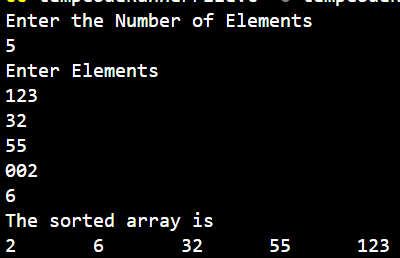 Enter the Number of Elements
5
Enter Elements
123
32
55
002
6
The sorted array is
2 6 32 55 123